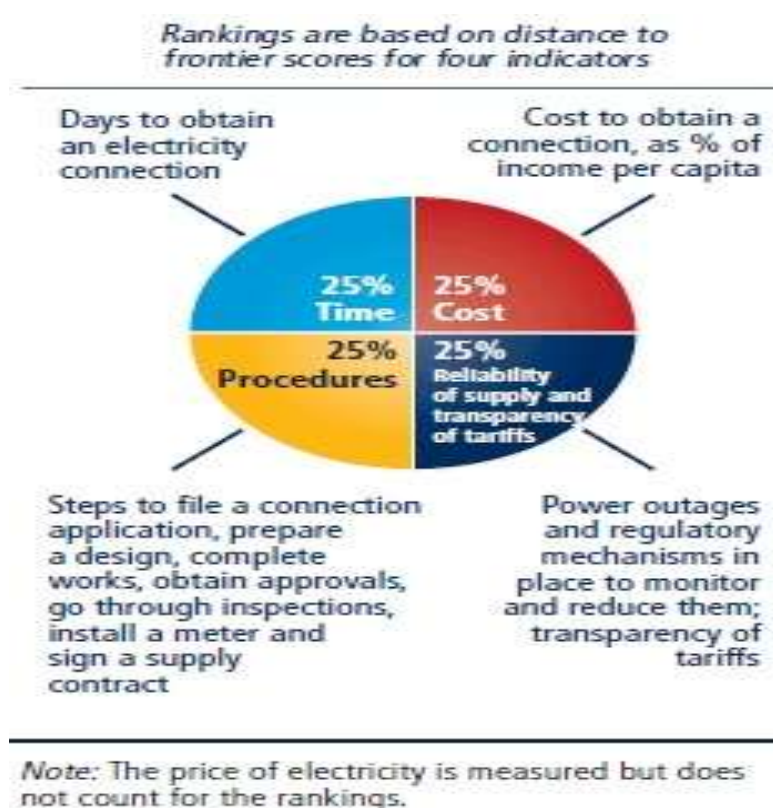 Rankings are based on distance to
frontier scores for four indicators
Days to obtain
an electricity
connection
Cost to obtain a
connection, as % of
income per capita
25%
Time
25%
Cost
25%
Procedures
25%
Reliability
of supply and
transparency
of tariffs
Steps to file a connection
application, prepare
a design, complete
works, obtain approvals,
go through inspections,
install a meter and
sign a supply
contract
Power outages
and regulatory
mechanisms in
place to monitor
and reduce them;
transparency of
tariffs
Note: The price of electricity is measured but does
not count for the rankings.